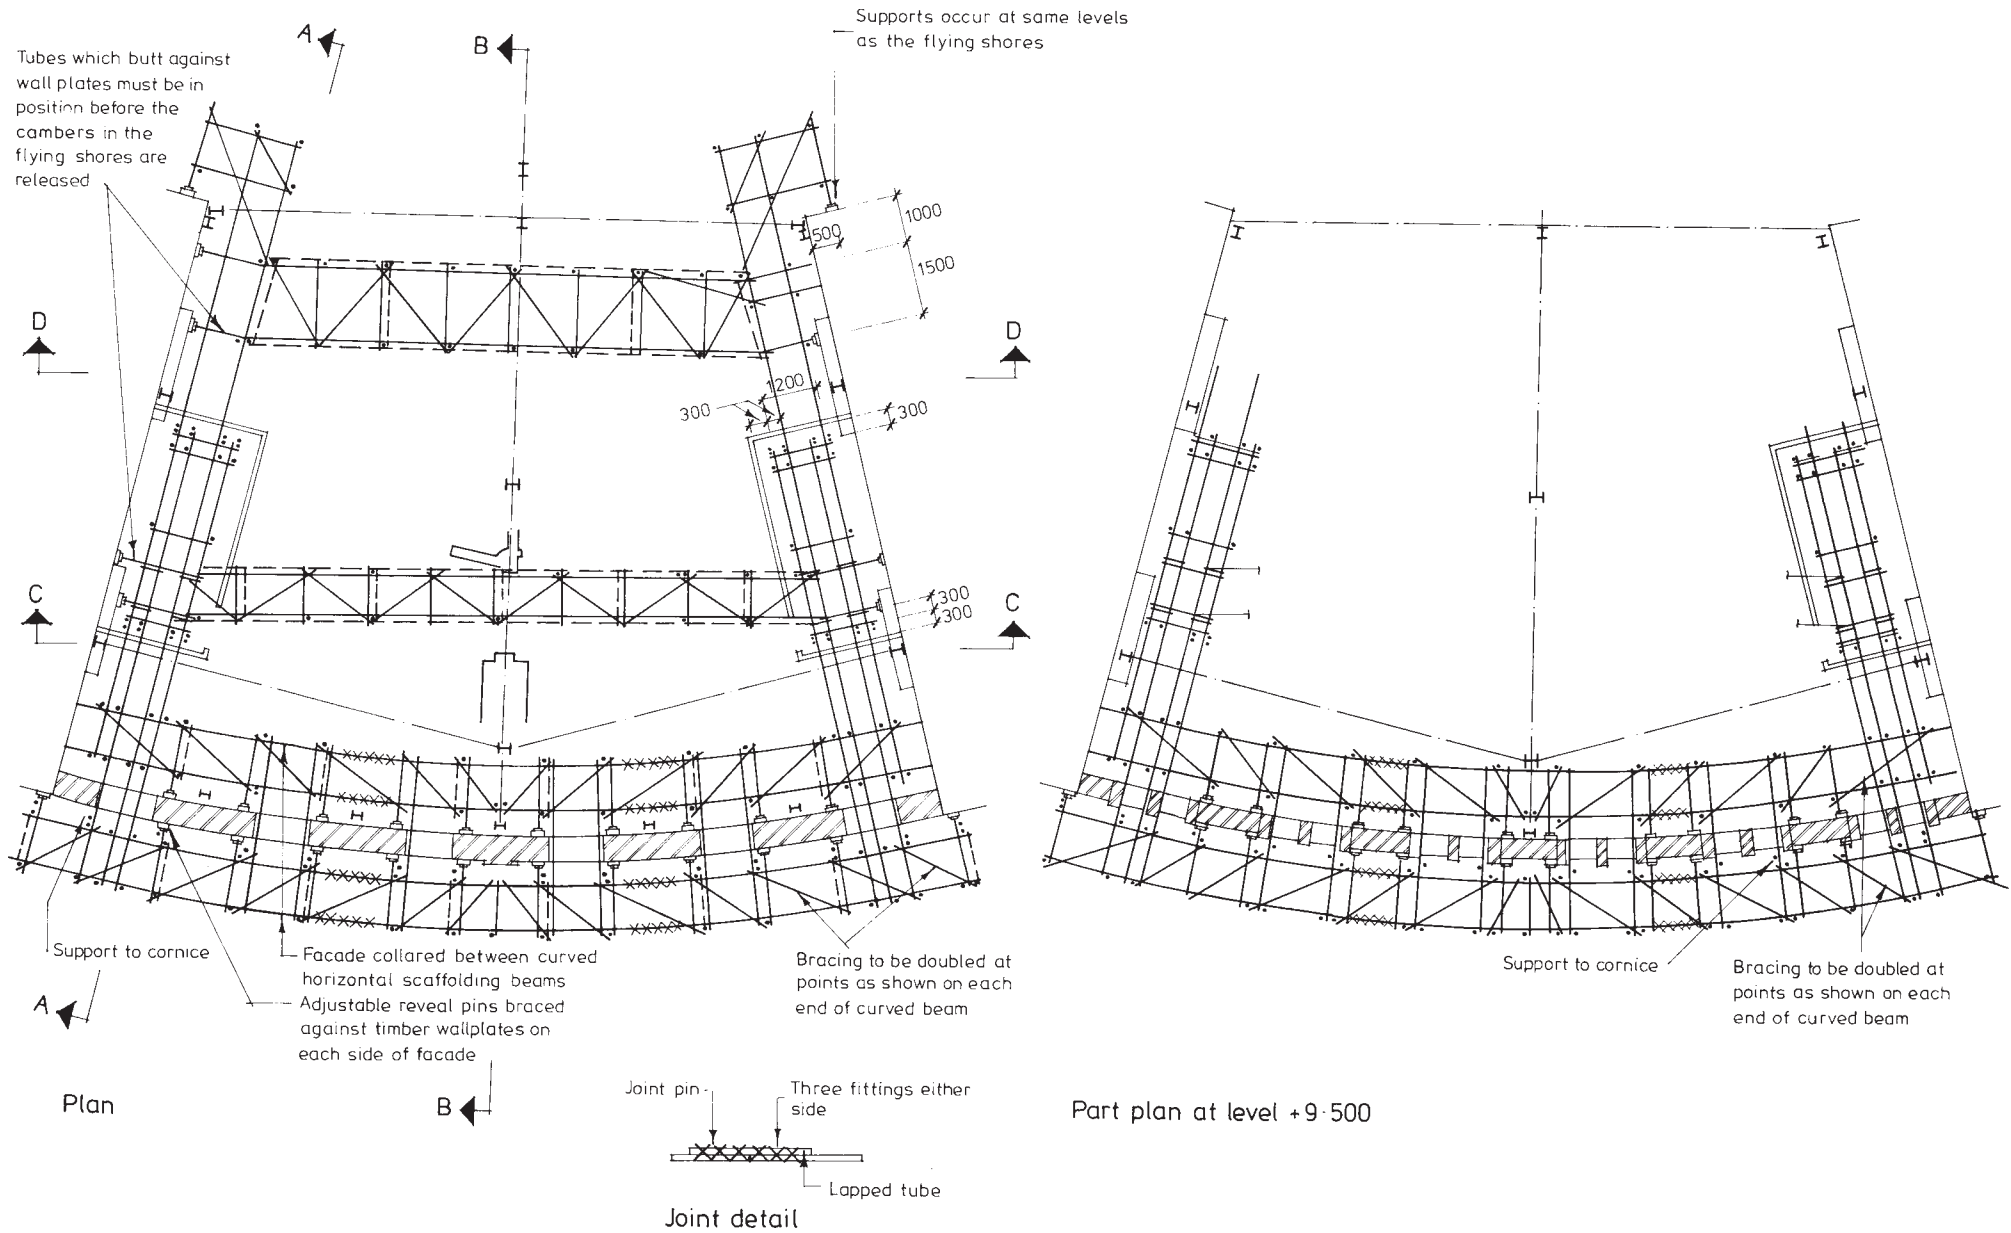 A
B
Supports occur at same levels
as the flying shores
Tubes which butt against
wall plates must be in
position before the
cambers in the
flying shores are
released
1000
500
1500
D
D
1200
300
300
C
C
300
300
Support to cornice
Facade collared between curved
horizontal scaffolding beams
Adjustable reveal pins braced
against timber wallplates on
each side of facade
Bracing to be doubled at
points as shown on each
end of curved beam
Support to cornice
Bracing to be doubled at
points as shown on each
end of curved beam
A
B
Plan
Joint pin
Three fittings either
side
Lapped tube
Joint detail
Part plan at level +9·500